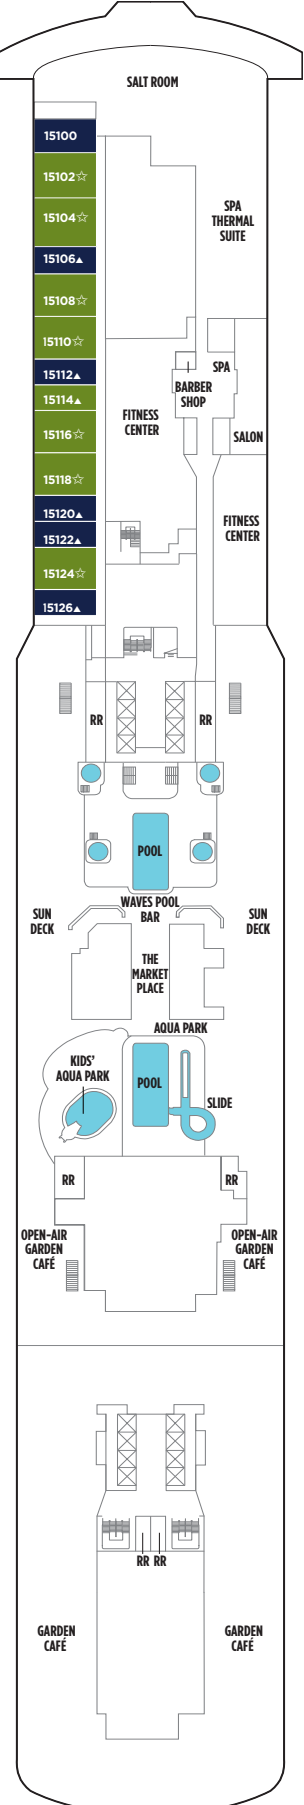 SALT ROOM
15100
15102☆
15104☆
15106▲
15108☆
15110☆
15112▲
15114▲
15116☆
15118☆
15120▲
15122▲
15124☆
15126▲
SPA
THERMAL
SUITE
SPA
BARBER
SHOP
FITNESS
CENTER
SALON
FITNESS
CENTER
RR
RR
POOL
WAVES POOL
BAR
SUN
DECK
SUN
DECK
THE
MARKET
PLACE
AQUA PARK
KIDS'
AQUA PARK
POOL
SLIDE
RR
RR
OPEN-AIR
GARDEN
CAFÉ
OPEN-AIR
GARDEN
CAFÉ
RR RR
GARDEN
CAFÉ
GARDEN
CAFÉ